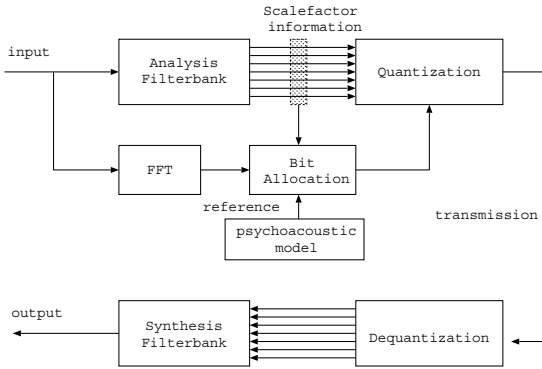 Scalefactor
information
input
Analysis
Filterbank
Quantization
FFT
Bit
Allocation
reference
transmission
psychoacoustic
model
output
Synthesis
Filterbank
Dequantization